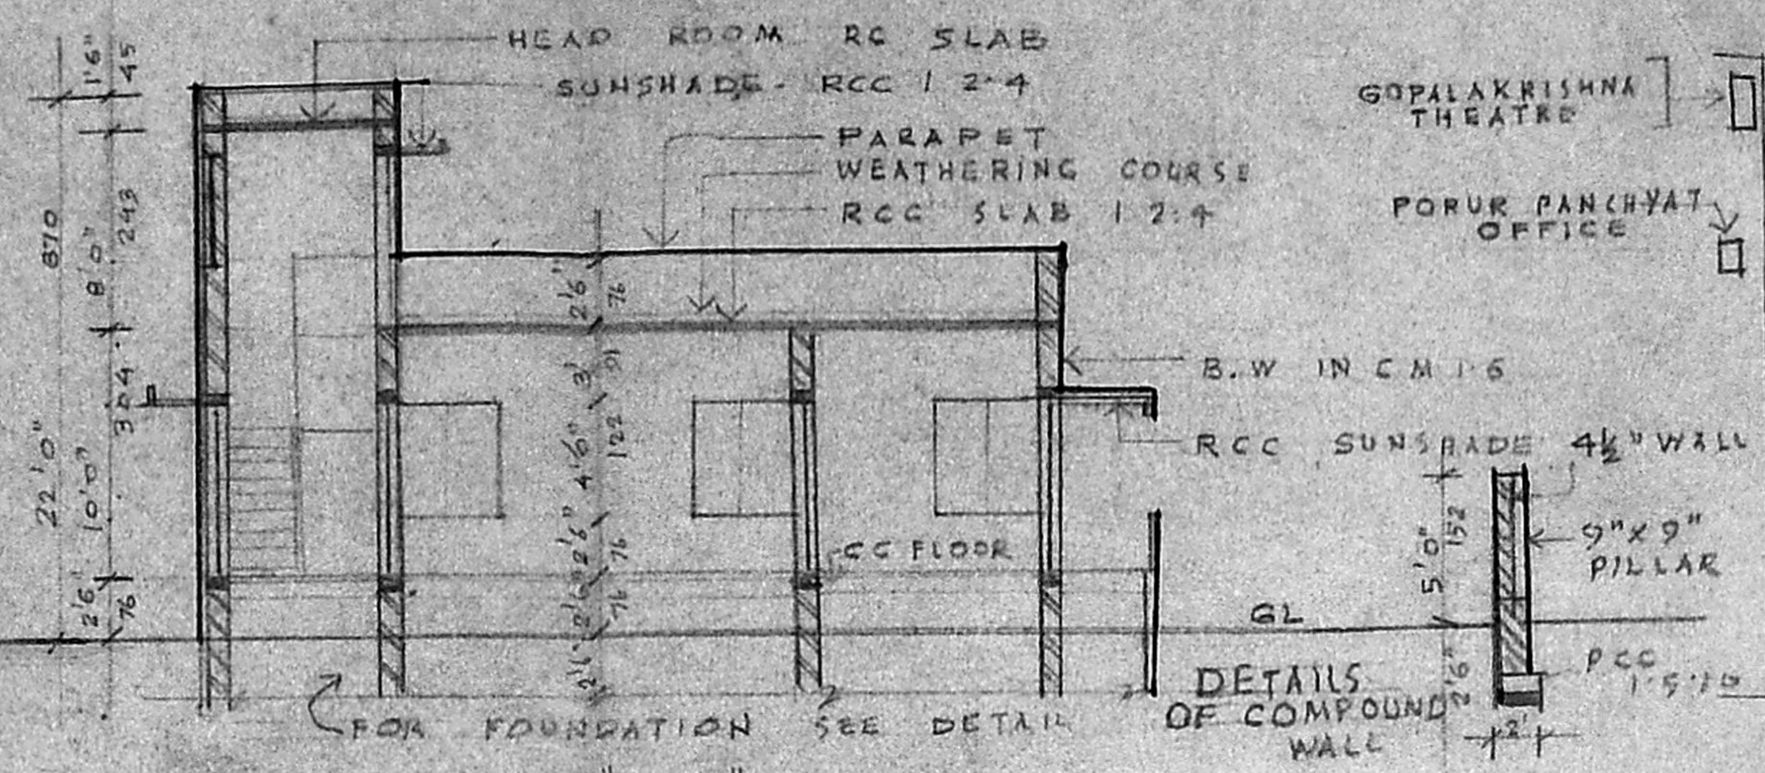 HEAD ROOM RC SLAB
SUNSHADE- RCC 1 2·4
PARAPET
WEATHERING COURSE
RCC SLAB 1 2:4
GOPALAKRISHNA
THEATRE
PORUR PANCHYAT
OFFICE
1'6"
45
870
22'0"
8'0"
243
304
10'0"
2'6"
76
2'6"
76
3'
91
4'6"
122
2'6"
76
2'6"
76
B.W IN CM 1·6
RCC SUNSHADE
4½" WALL
9"X 9"
PILLAR
5'0"
152
CC FLOOR
GL
2'6"
PCC
1·5·10
2'
DETAILS
OF COMPOUND
WALL
FOR FOUNDATION SEE DETAIL